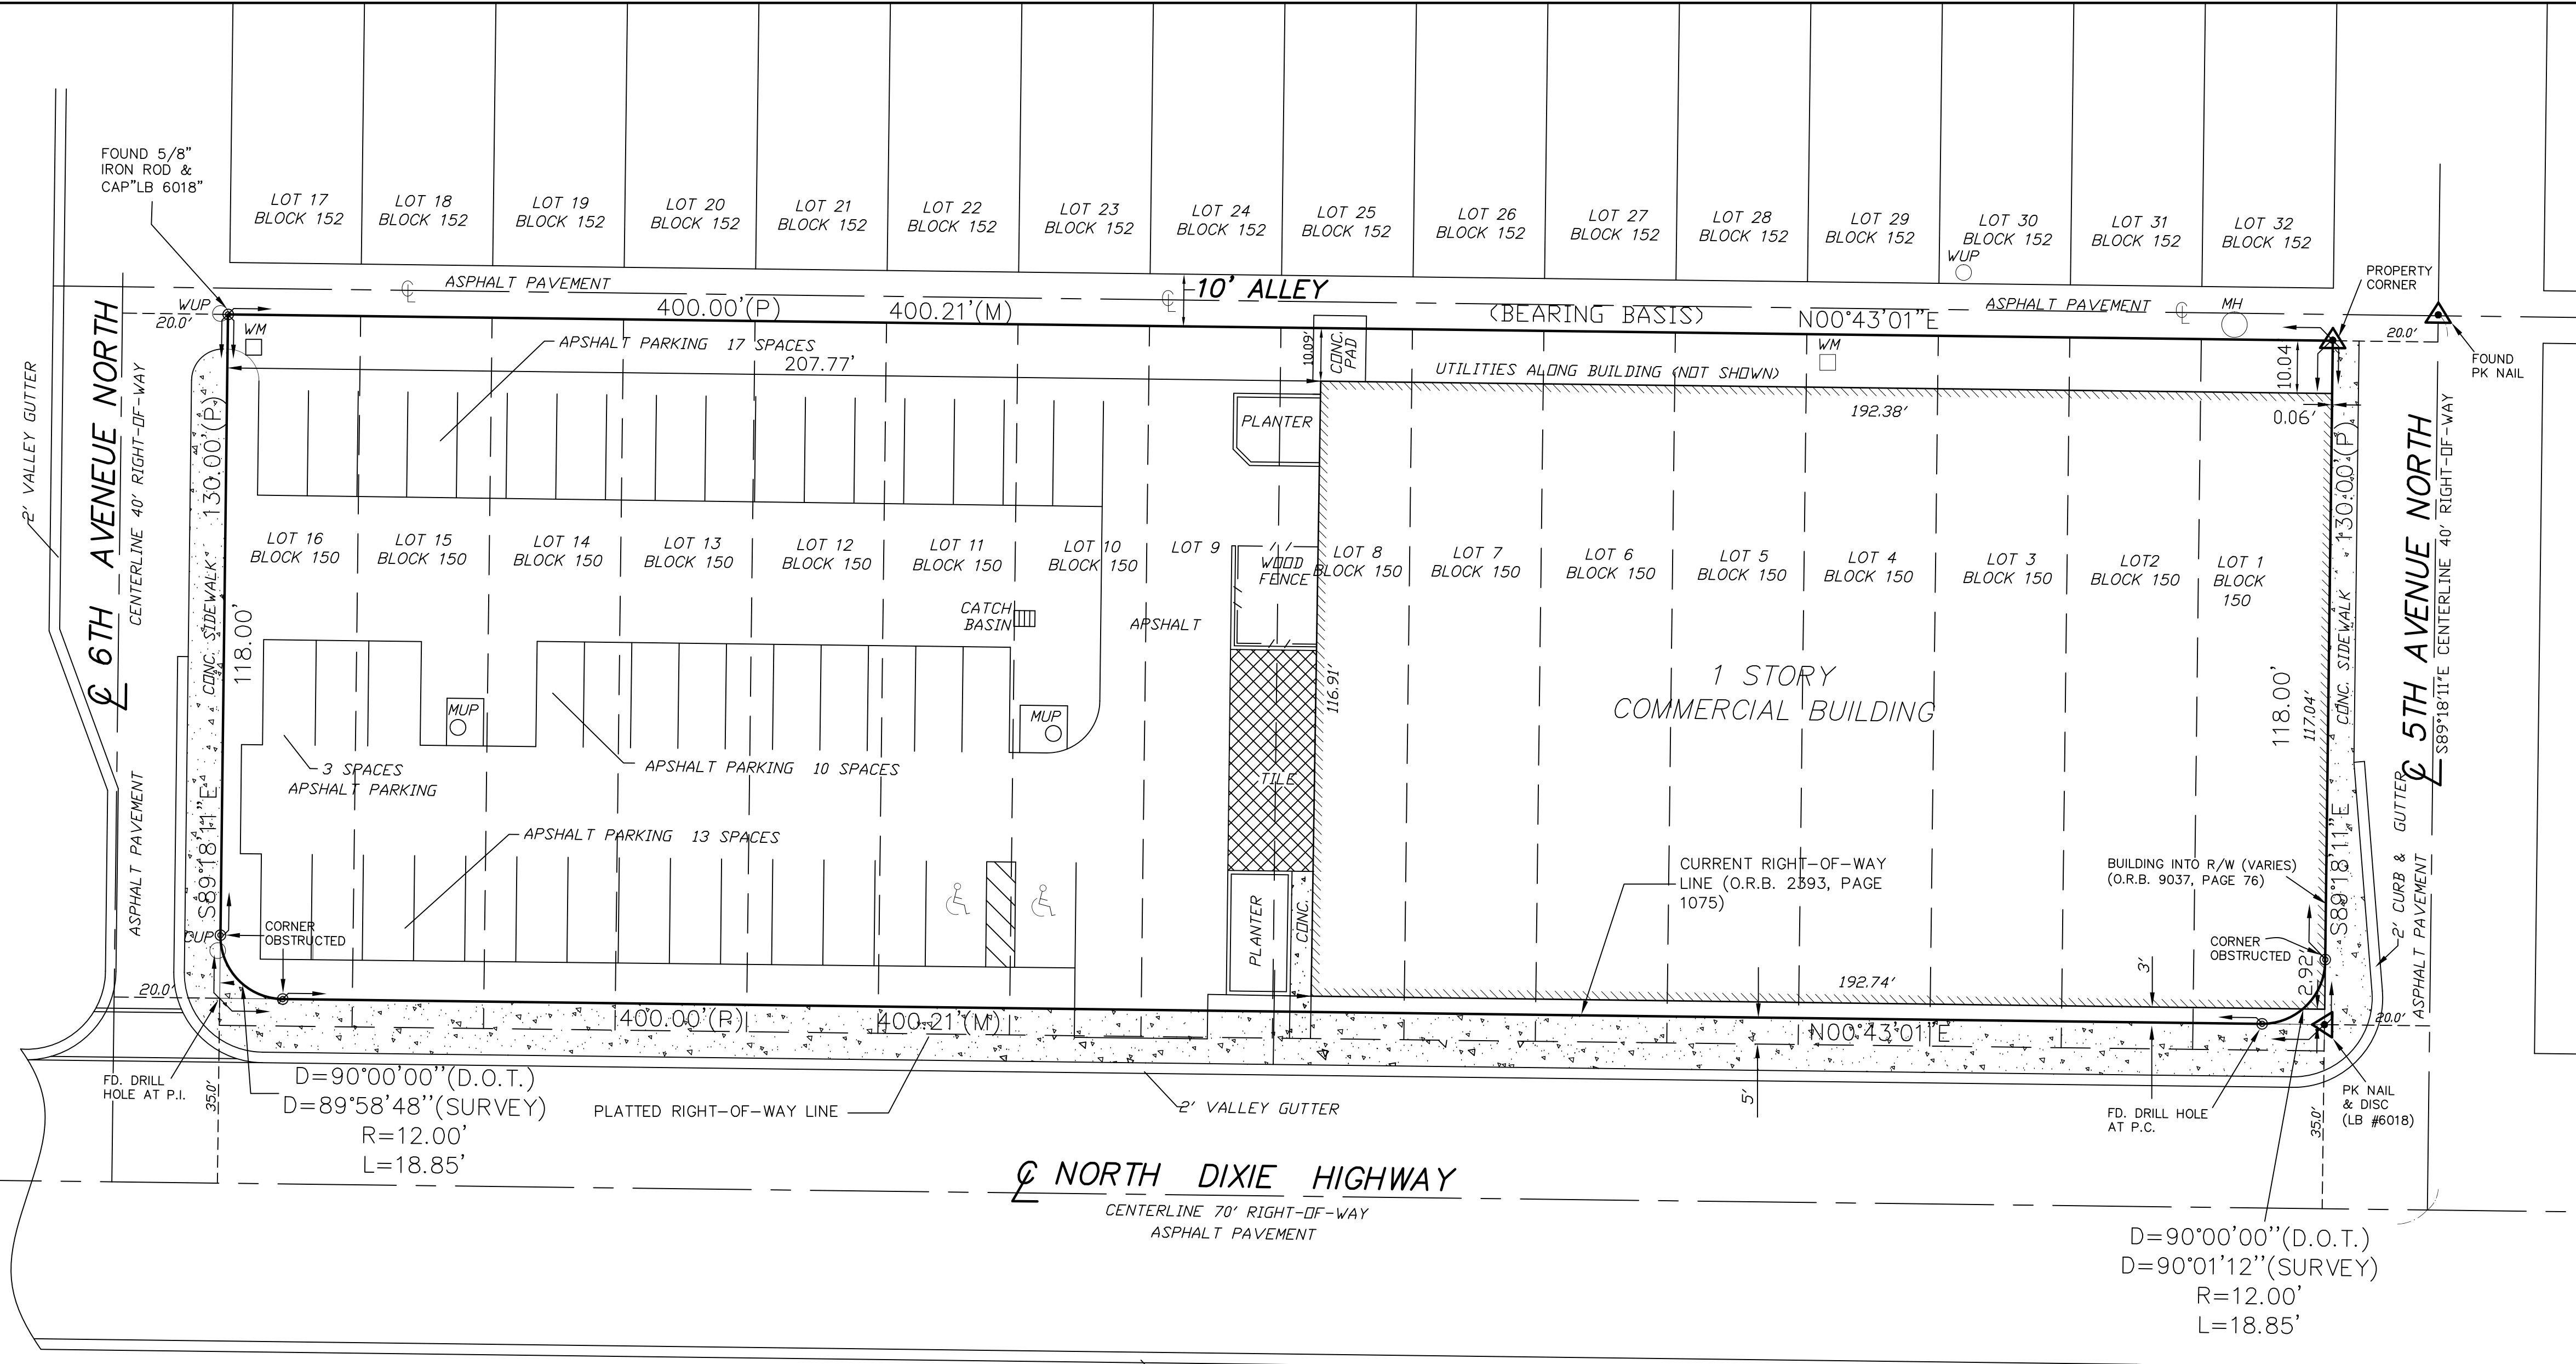 FOUND 5/8"
IRON ROD &
CAP"LB 6018"
LOT 17
BLOCK 152
LOT 18
BLOCK 152
LOT 19
BLOCK 152
LOT 20
BLOCK 152
LOT 21
BLOCK 152
LOT 22
BLOCK 152
LOT 23
BLOCK 152
LOT 24
BLOCK 152
LOT 25
BLOCK 152
LOT 26
BLOCK 152
LOT 27
BLOCK 152
LOT 28
BLOCK 152
LOT 29
BLOCK 152
LOT 30
BLOCK 152
LOT 31
BLOCK 152
LOT 32
BLOCK 152
WUP
PROPERTY
CORNER
ASPHALT PAVEMENT
10' ALLEY
ASPHALT PAVEMENT
MH
WUP
20.0'
WM
400.00'(P)
400.21'(M)
(BEARING BASIS)
N00°43'01"E
20.0'
FOUND
PK NAIL
APSHALT PARKING 17 SPACES
207.77'
10.09'
CONC.
PAD
WM
UTILITIES ALONG BUILDING (NOT SHOWN)
10.04
192.38'
0.06'
2' VALLEY GUTTER
℄ 6TH AVENEUE NORTH
CENTERLINE 40' RIGHT-OF-WAY
ASPHALT PAVEMENT
130.00'(P)
CONC. SIDEWALK
118.00'
S89°18'11"E
PLANTER
LOT 16
BLOCK 150
LOT 15
BLOCK 150
LOT 14
BLOCK 150
LOT 13
BLOCK 150
LOT 12
BLOCK 150
LOT 11
BLOCK 150
LOT 10
BLOCK 150
LOT 9
WOOD
FENCE
LOT 8
BLOCK 150
LOT 7
BLOCK 150
LOT 6
BLOCK 150
LOT 5
BLOCK 150
LOT 4
BLOCK 150
LOT 3
BLOCK 150
LOT2
BLOCK 150
LOT 1
BLOCK
150
CATCH
BASIN
APSHALT
1 STORY
COMMERCIAL BUILDING
116.91'
MUP
MUP
3 SPACES
APSHALT PARKING
APSHALT PARKING 10 SPACES
TILE
APSHALT PARKING 13 SPACES
130.00'(P)
CONC. SIDEWALK
118.00'
117.04'
S89°18'11"E
℄ 5TH AVENUE NORTH
S89°18'11"E CENTERLINE 40' RIGHT-OF-WAY
2' CURB & GUTTER
ASPHALT PAVEMENT
CURRENT RIGHT-OF-WAY
LINE (O.R.B. 2393, PAGE
1075)
BUILDING INTO R/W (VARIES)
(O.R.B. 9037, PAGE 76)
PLANTER
CONC.
CUP
CORNER
OBSTRUCTED
CORNER
OBSTRUCTED
192.74'
3'
2.92'
20.0'
20.0'
400.00'(P)
400.21'(M)
N00°43'01"E
FD. DRILL
HOLE AT P.I.
35.0'
D=90°00'00''(D.O.T.)
D=89°58'48''(SURVEY)
R=12.00'
L=18.85'
PLATTED RIGHT-OF-WAY LINE
2' VALLEY GUTTER
5'
FD. DRILL HOLE
AT P.C.
35.0'
PK NAIL
& DISC
(LB #6018)
℄ NORTH DIXIE HIGHWAY
CENTERLINE 70' RIGHT-OF-WAY
ASPHALT PAVEMENT
D=90°00'00''(D.O.T.)
D=90°01'12''(SURVEY)
R=12.00'
L=18.85'